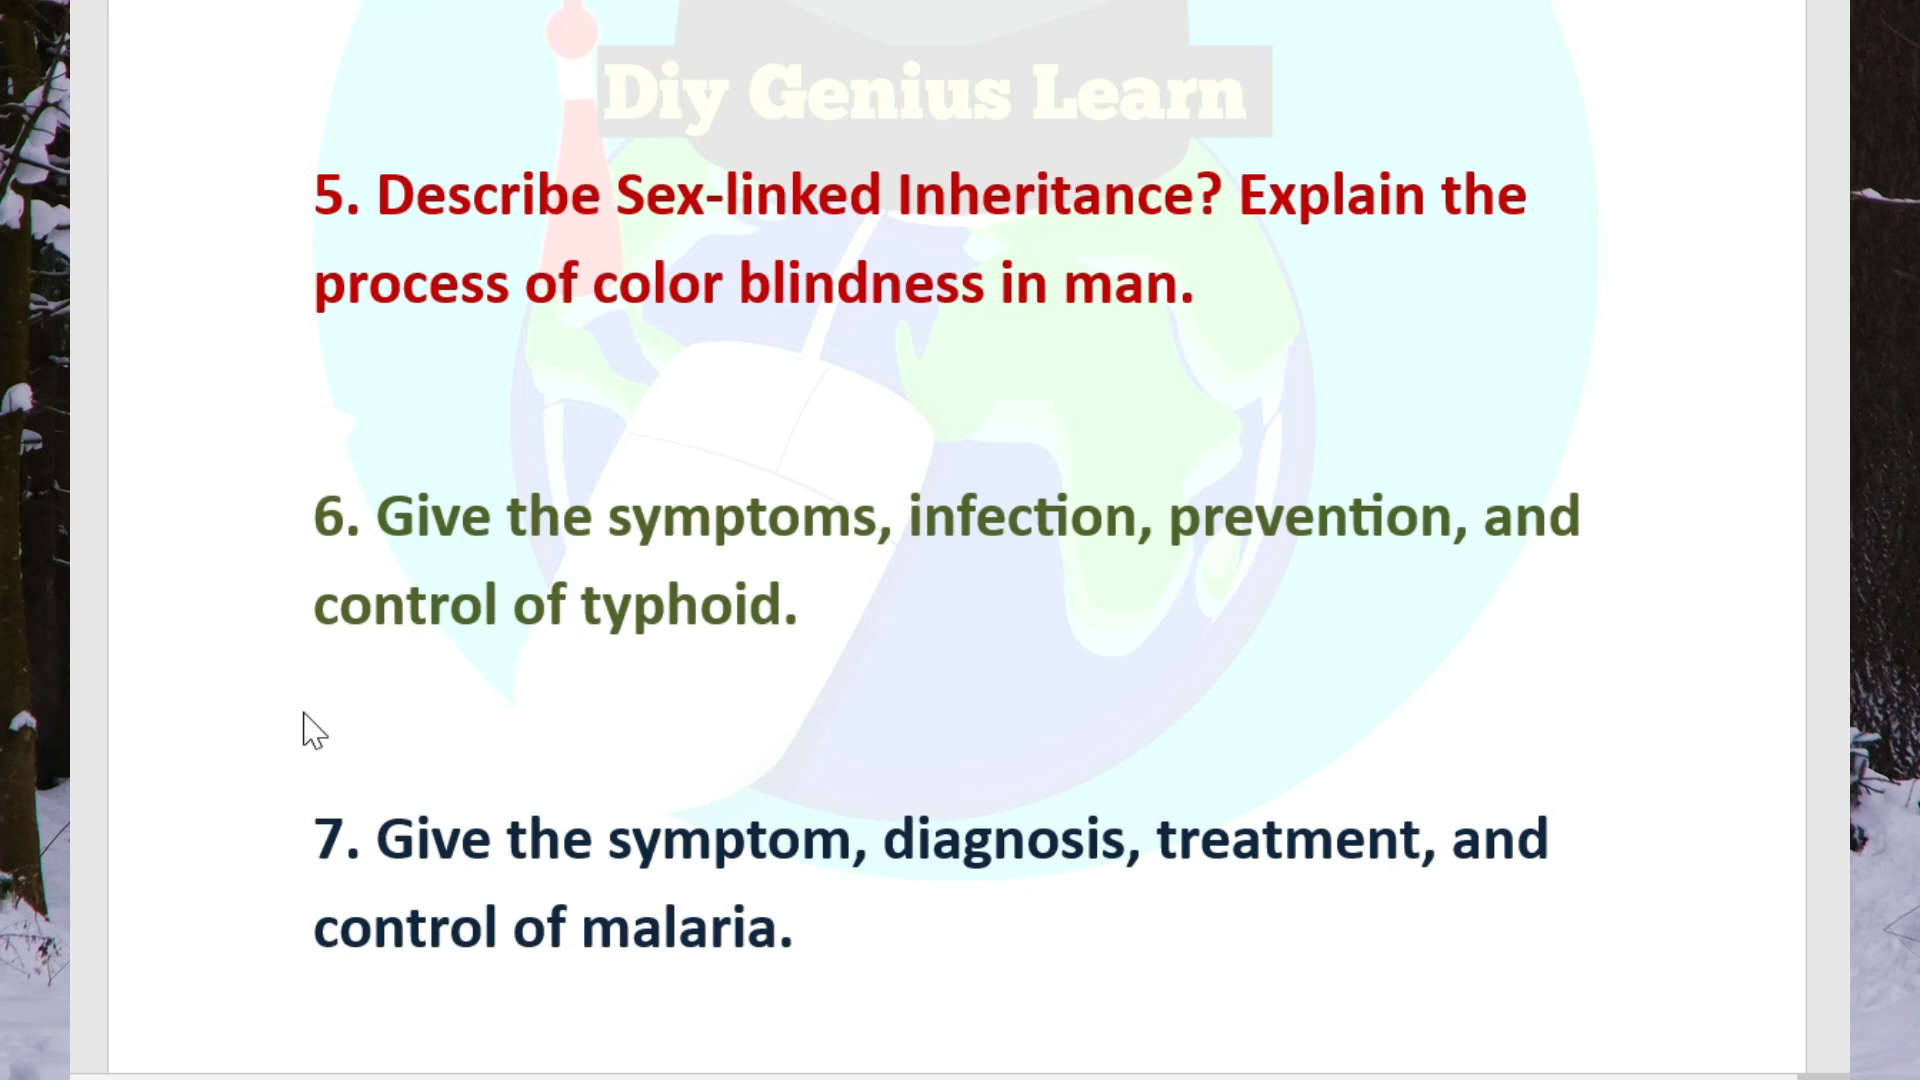 Diy Genius Learn
5. Describe Sex-linked Inheritance? Explain the
process of color blindness in man.
6. Give the symptoms, infection, prevention, and
control of typhoid.
7. Give the symptom, diagnosis, treatment, and
control of malaria.